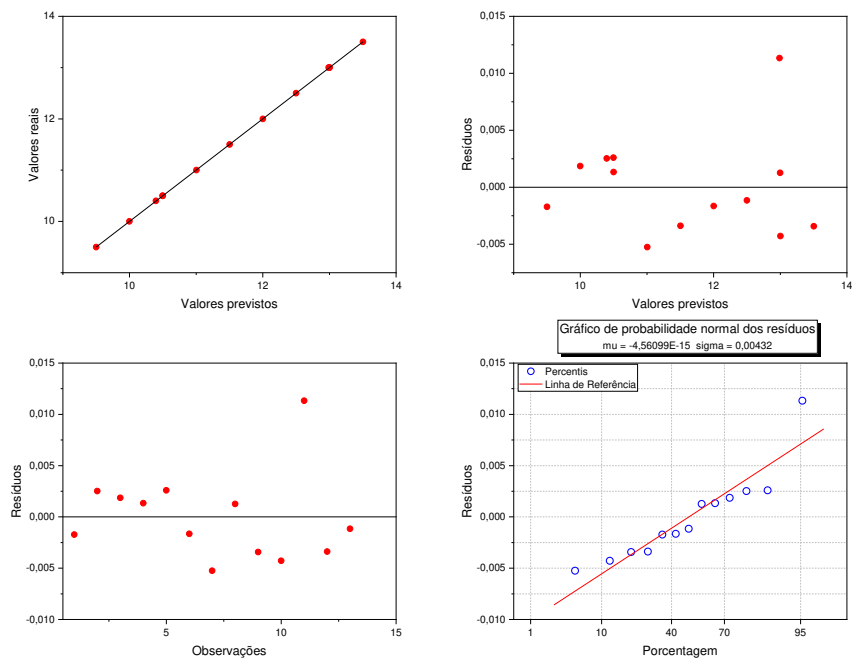 14
12
10
Valores reais
10
12
14
Valores previstos
0,015
0,010
0,005
0,000
-0,005
Resíduos
10
12
14
Valores previstos
0,015
0,010
0,005
0,000
-0,005
-0,010
Resíduos
5
10
15
Observações
Gráfico de probabilidade normal dos resíduos
mu = -4,56099E-15 sigma = 0,00432
Percentis
Linha de Referência
0,015
0,010
0,005
0,000
-0,005
-0,010
Resíduos
1
10
40
70
95
Porcentagem